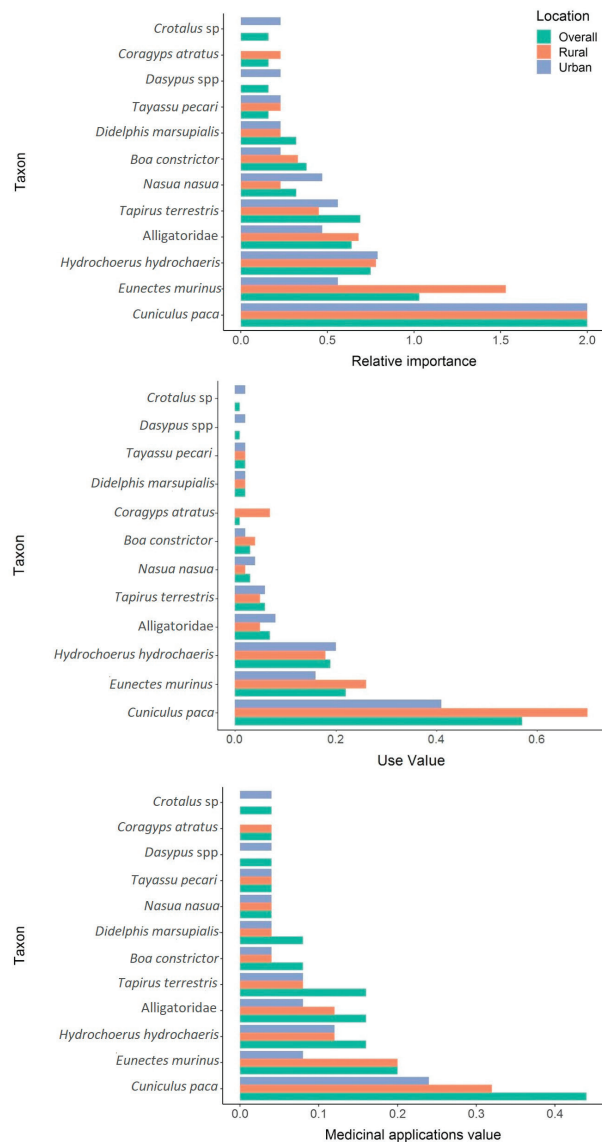 Location
Overall
Rural
Urban
Taxon
Crotalus sp
Coragyps atratus
Dasypus spp
Tayassu pecari
Didelphis marsupialis
Boa constrictor
Nasua nasua
Tapirus terrestris
Alligatoridae
Hydrochoerus hydrochaeris
Eunectes murinus
Cuniculus paca
0.0 0.5 1.0 1.5 2.0
Relative importance
Taxon
Crotalus sp
Dasypus spp
Tayassu pecari
Didelphis marsupialis
Coragyps atratus
Boa constrictor
Nasua nasua
Tapirus terrestris
Alligatoridae
Hydrochoerus hydrochaeris
Eunectes murinus
Cuniculus paca
0.0 0.2 0.4 0.6
Use Value
Taxon
Crotalus sp
Coragyps atratus
Dasypus spp
Tayassu pecari
Nasua nasua
Didelphis marsupialis
Boa constrictor
Tapirus terrestris
Alligatoridae
Hydrochoerus hydrochaeris
Eunectes murinus
Cuniculus paca
0.0 0.1 0.2 0.3 0.4
Medicinal applications value